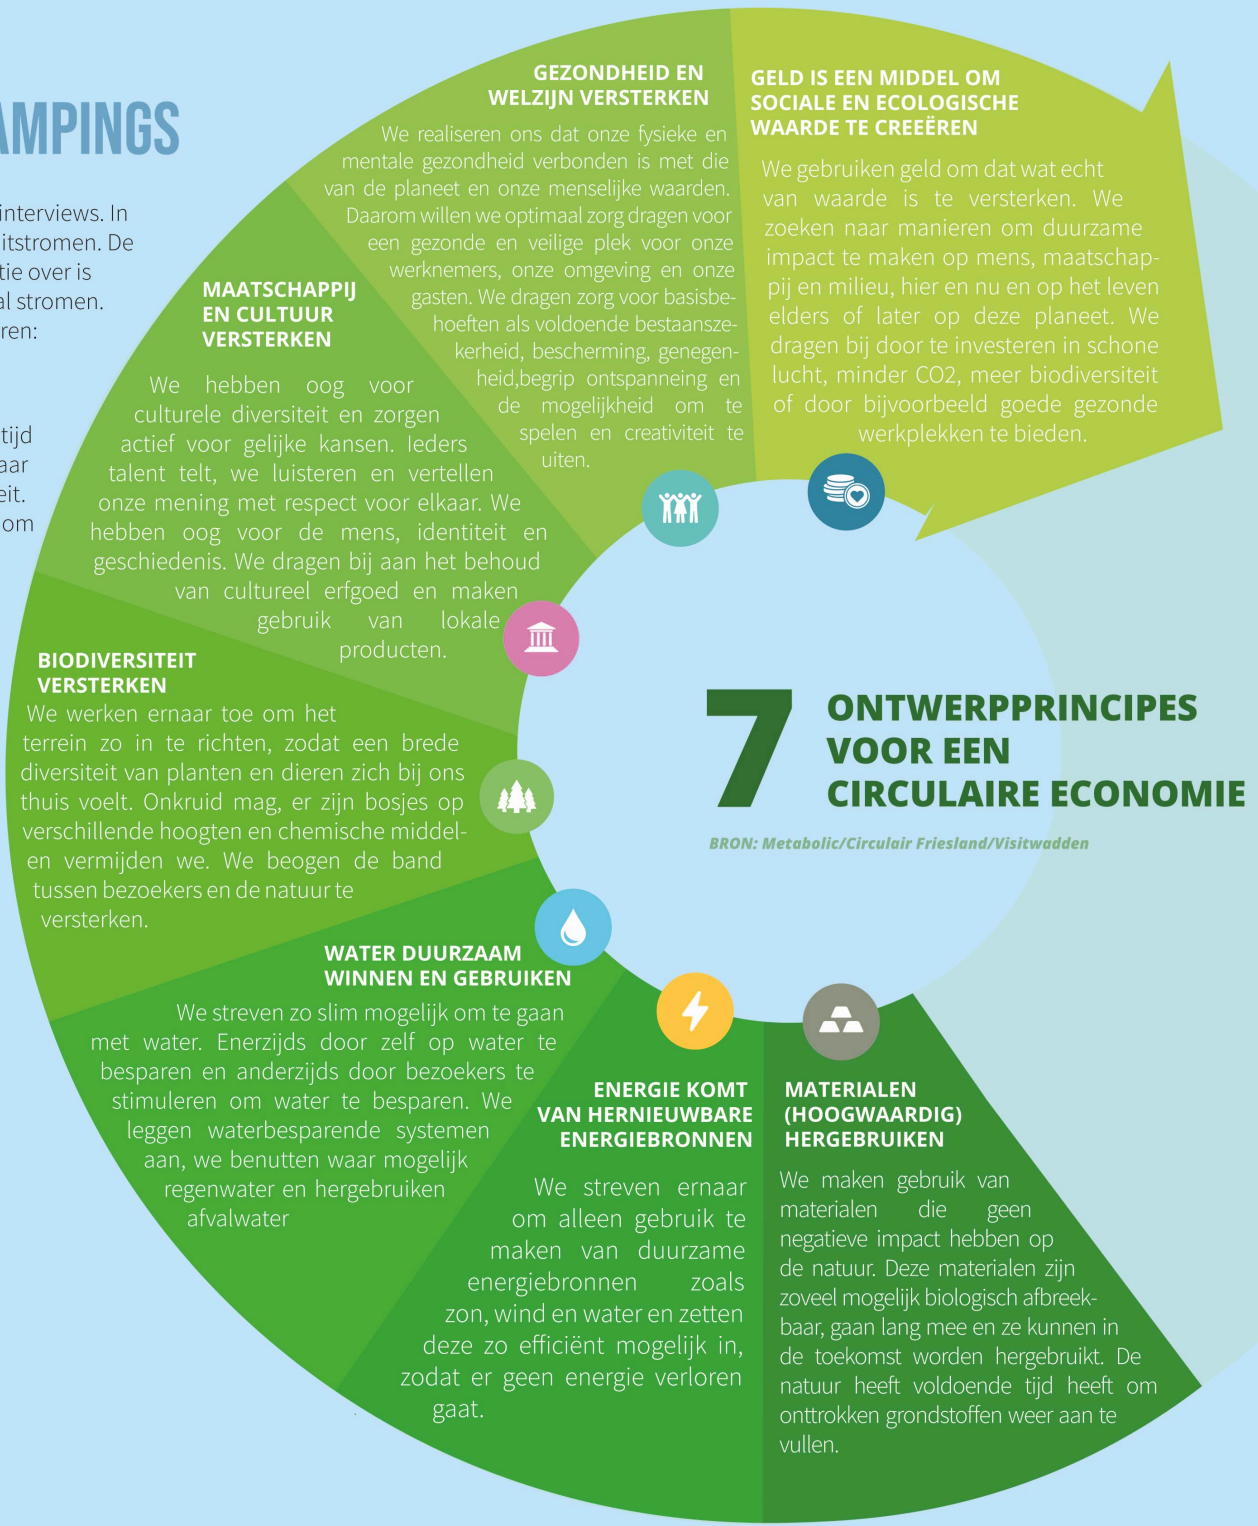 AMPINGS
interviews. In
itstromen. De
tie over is
al stromen.
ren:
tijd
aar
eit.
om
GEZONDHEID EN
WELZIJN VERSTERKEN
We realiseren ons dat onze fysieke en
mentale gezondheid verbonden is met die
van de planeet en onze menselijke waarden.
Daarom willen we optimaal zorg dragen voor
een gezonde en veilige plek voor onze
werknemers, onze omgeving en onze
gasten. We dragen zorg voor basisbe-
hoeften als voldoende bestaansze-
kerheid, bescherming, genegen-
heid,begrip ontspanneing en
de mogelijkheid om te
spelen en creativiteit te
uiten.
GELD IS EEN MIDDEL OM
SOCIALE EN ECOLOGISCHE
WAARDE TE CREEËREN
We gebruiken geld om dat wat echt
van waarde is te versterken. We
zoeken naar manieren om duurzame
impact te maken op mens, maatschap-
pij en milieu, hier en nu en op het leven
elders of later op deze planeet. We
dragen bij door te investeren in schone
lucht, minder CO2, meer biodiversiteit
of door bijvoorbeeld goede gezonde
werkplekken te bieden.
MAATSCHAPPIJ
EN CULTUUR
VERSTERKEN
We hebben oog voor
culturele diversiteit en zorgen
actief voor gelijke kansen. Ieders
talent telt, we luisteren en vertellen
onze mening met respect voor elkaar. We
hebben oog voor de mens, identiteit en
geschiedenis. We dragen bij aan het behoud
van cultureel erfgoed en maken
gebruik van lokale
producten.
BIODIVERSITEIT
VERSTERKEN
We werken ernaar toe om het
terrein zo in te richten, zodat een brede
diversiteit van planten en dieren zich bij ons
thuis voelt. Onkruid mag, er zijn bosjes op
verschillende hoogten en chemische middel-
en vermijden we. We beogen de band
tussen bezoekers en de natuur te
versterken.
7
ONTWERPPRINCIPES
VOOR EEN
CIRCULAIRE ECONOMIE
BRON: Metabolic/Circulair Friesland/Visitwadden
WATER DUURZAAM
WINNEN EN GEBRUIKEN
We streven zo slim mogelijk om te gaan
met water. Enerzijds door zelf op water te
besparen en anderzijds door bezoekers te
stimuleren om water te besparen. We
leggen waterbesparende systemen
aan, we benutten waar mogelijk
regenwater en hergebruiken
afvalwater
ENERGIE KOMT
VAN HERNIEUWBARE
ENERGIEBRONNEN
We streven ernaar
om alleen gebruik te
maken van duurzame
energiebronnen zoals
zon, wind en water en zetten
deze zo efficiënt mogelijk in,
zodat er geen energie verloren
gaat.
MATERIALEN
(HOOGWAARDIG)
HERGEBRUIKEN
We maken gebruik van
materialen die geen
negatieve impact hebben op
de natuur. Deze materialen zijn
zoveel mogelijk biologisch afbreek-
baar, gaan lang mee en ze kunnen in
de toekomst worden hergebruikt. De
natuur heeft voldoende tijd heeft om
onttrokken grondstoffen weer aan te
vullen.